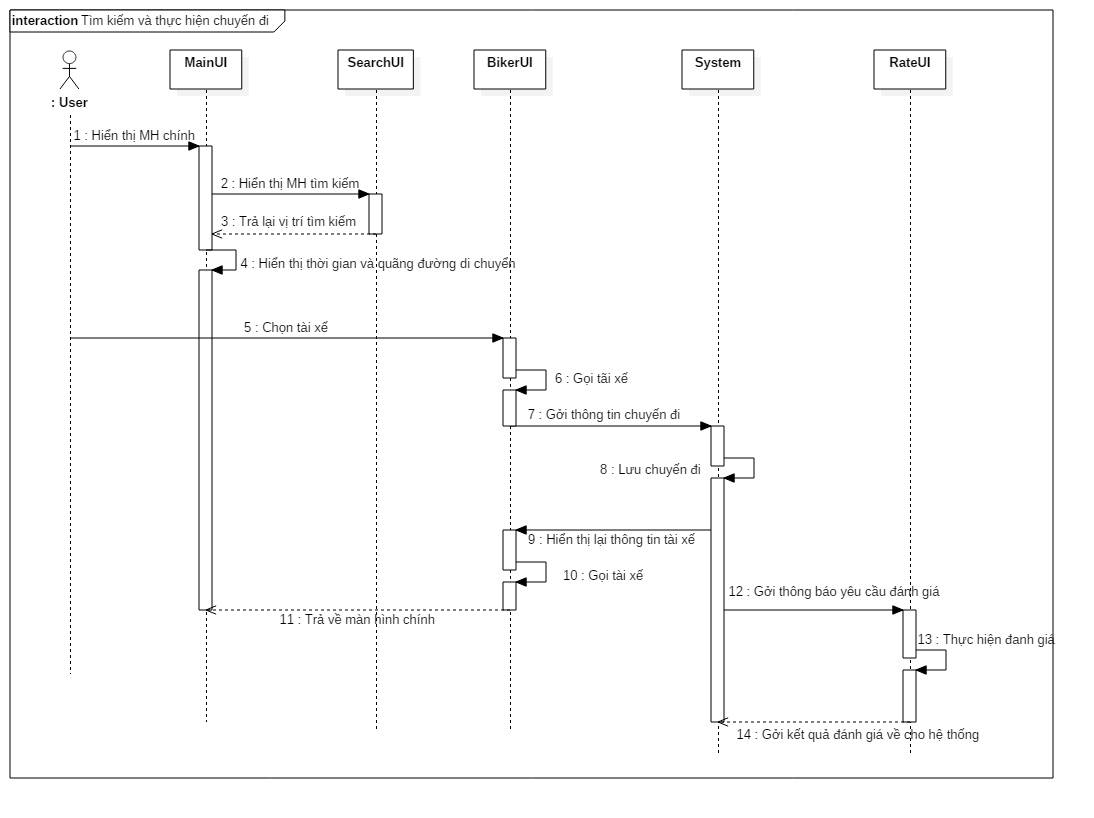 interaction Tìm kiếm và thực hiện chuyến đi
MainUI
SearchUI
BikerUI
System
RateUI
: User
1 : Hiển thị MH chính
2 : Hiển thị MH tìm kiếm
3 : Trả lại vị trí tìm kiếm
4 : Hiển thị thời gian và quãng đường di chuyển
5 : Chọn tài xế
6 : Gọi tãi xế
7 : Gởi thông tin chuyến đi
8 : Lưu chuyến đi
9 : Hiển thị lại thông tin tài xế
10 : Gọi tài xế
12 : Gởi thông báo yêu cầu đánh giá
11 : Trả về màn hình chính
13 : Thực hiện đanh giá
14 : Gởi kết quả đánh giá về cho hệ thống